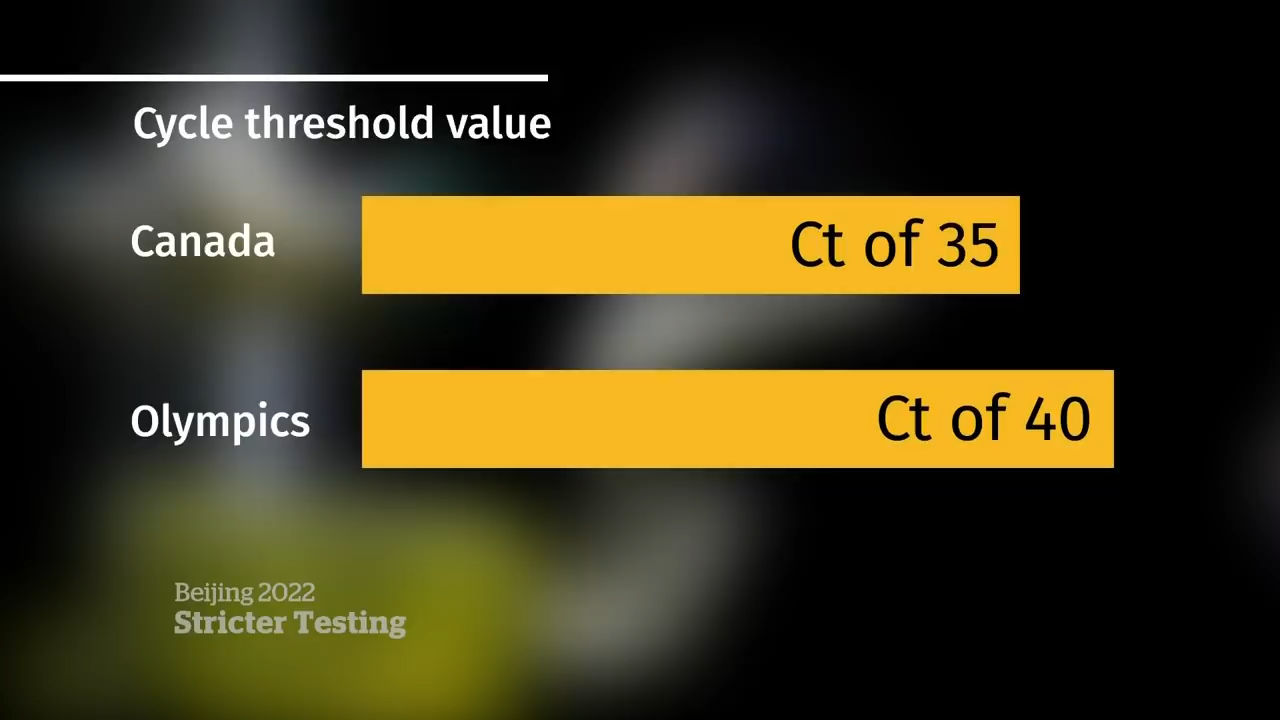 Cycle threshold value
Canada
Ct of 35
Olympics
Ct of 40
Beijing 2022
Stricter Testing